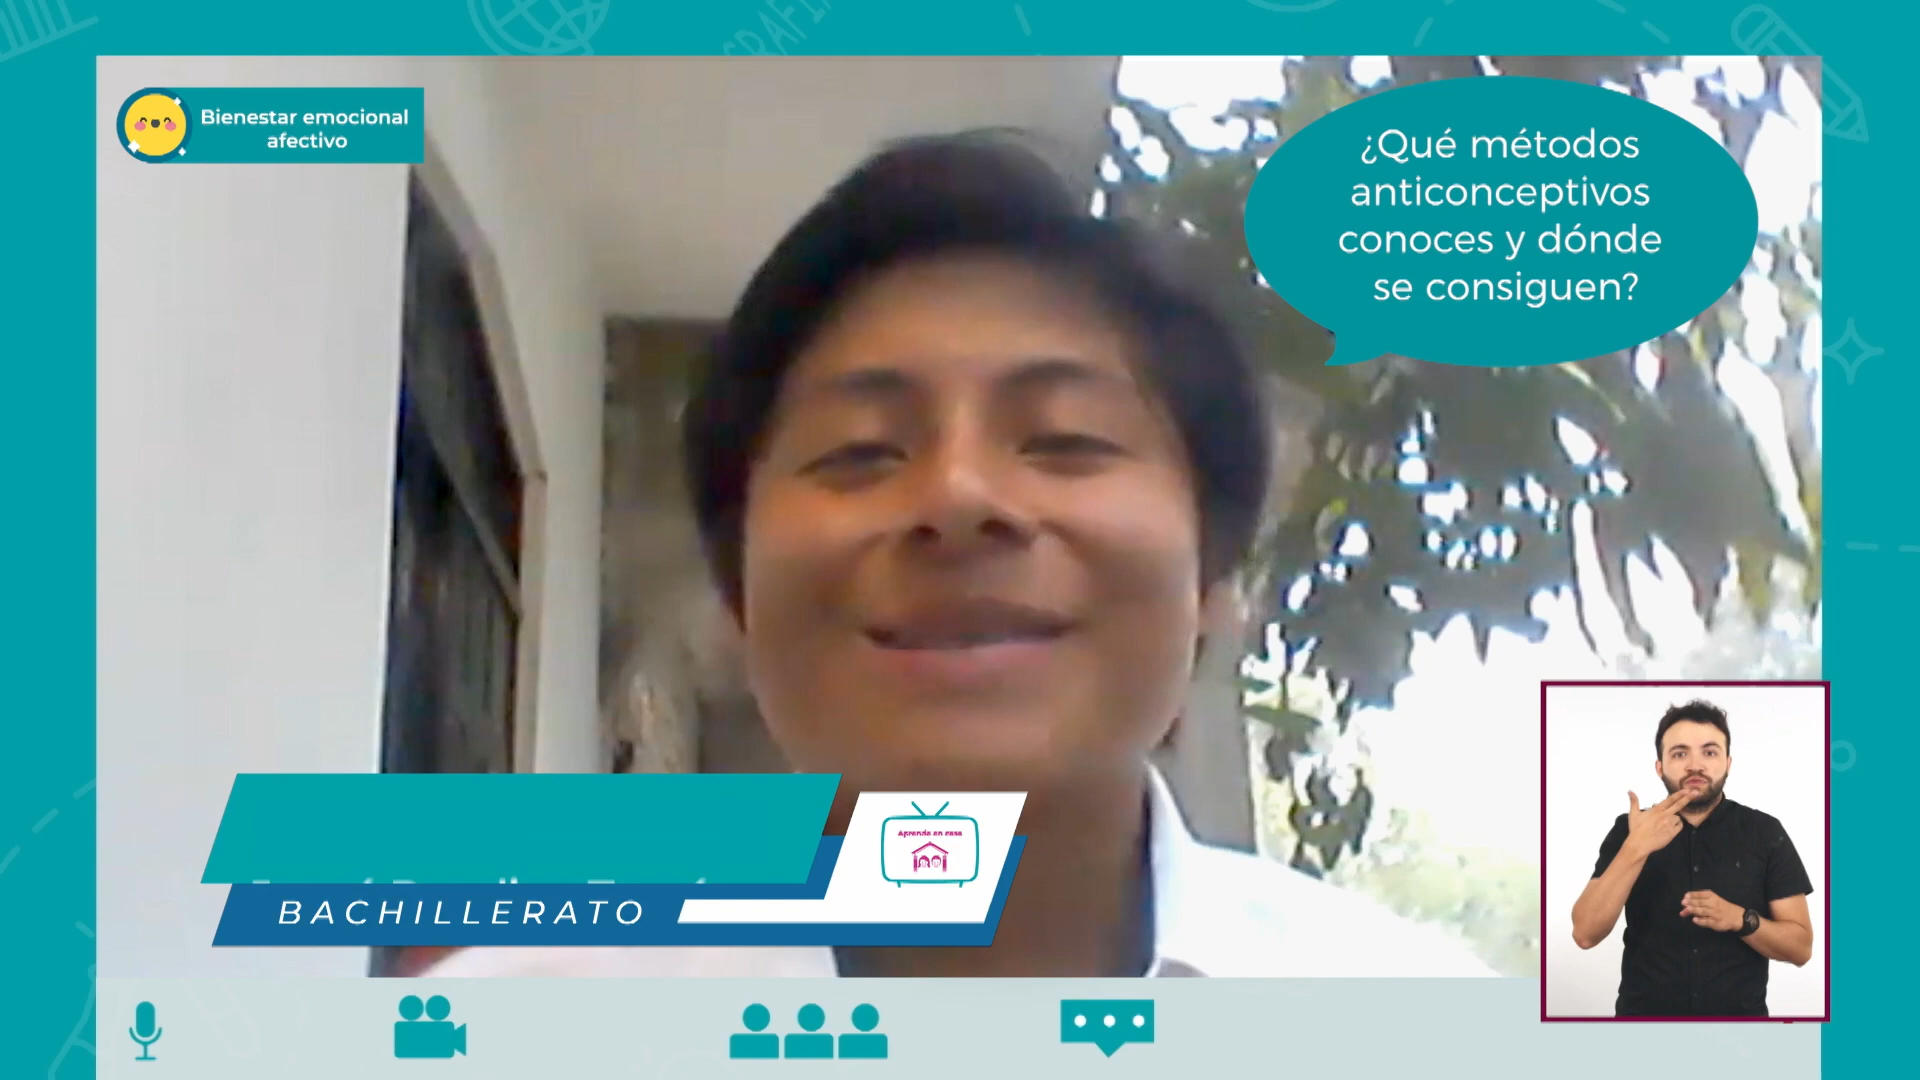 Bienestar emocional
afectivo
¿Qué métodos
anticonceptivos
conoces y dónde
se consiguen?
Aprende en casa
BACHILLERATO